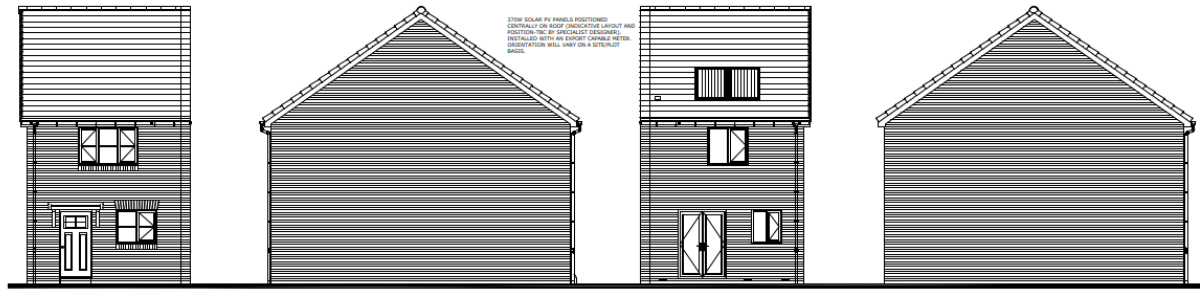 370W SOLAR PV PANELS POSITIONED
CENTRALLY ON ROOF (INDICATIVE LAYOUT AND
POSITION-TBC BY SPECIALIST DESIGNER).
INSTALLED WITH AN EXPORT CAPABLE METER.
ORIENTATION WILL VARY ON A SITE/PLOT
BASIS.